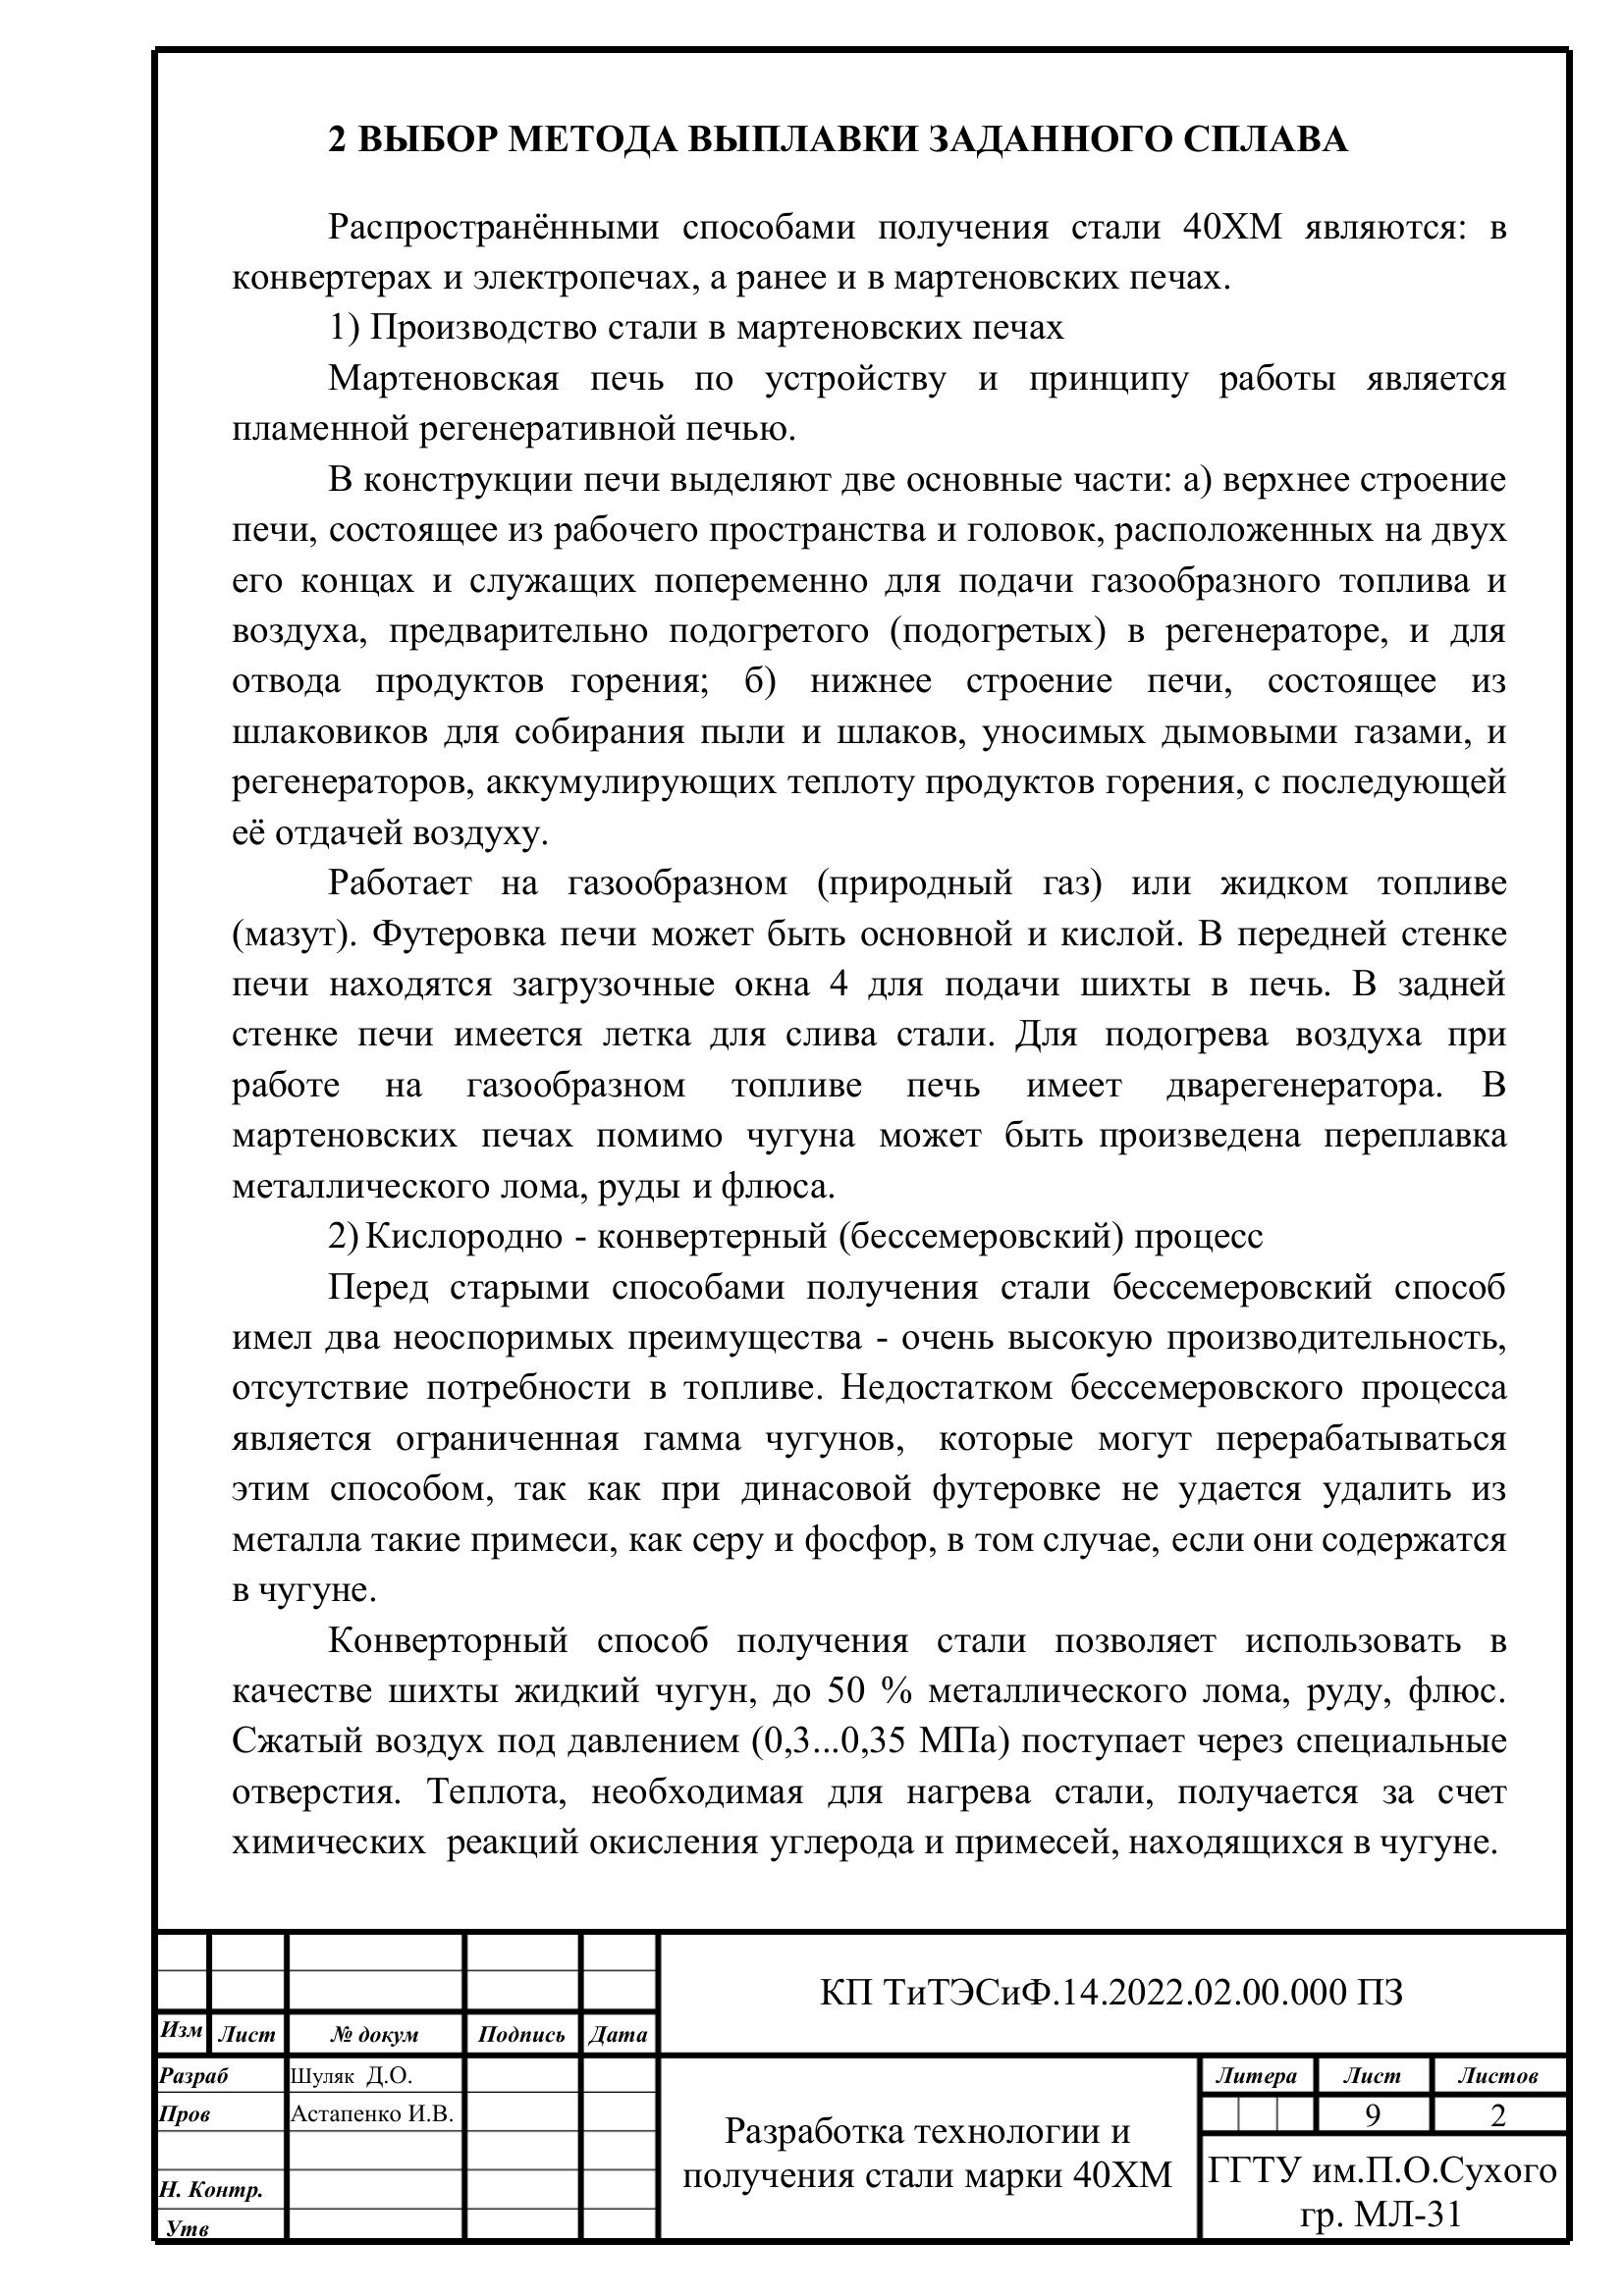 2 ВЫБОР МЕТОДА ВЫПЛАВКИ ЗАДАННОГО СПЛАВА
Распространёнными способами получения стали 40ХМ являются: в
конвертерах и электропечах, а ранее и в мартеновских печах.
1) Производство стали в мартеновских печах
Мартеновская печь по устройству и принципу работы является
пламенной регенеративной печью.
В конструкции печи выделяют две основные части: а) верхнее строение
печи, состоящее из рабочего пространства и головок, расположенных на двух
его концах и служащих попеременно для подачи газообразного топлива и
воздуха, предварительно подогретого (подогретых) в регенераторе, и для
отвода продуктов горения; б) нижнее строение печи, состоящее из
шлаковиков для собирания пыли и шлаков, уносимых дымовыми газами, и
регенераторов, аккумулирующих теплоту продуктов горения, с последующей
её отдачей воздуху.
Работает на газообразном (природный газ) или жидком топливе
(мазут). Футеровка печи может быть основной и кислой. В передней стенке
печи находятся загрузочные окна 4 для подачи шихты в печь. В задней
стенке печи имеется летка для слива стали. Для подогрева воздуха при
работе на газообразном топливе печь имеет дварегенератора. В
мартеновских печах помимо чугуна может быть произведена переплавка
металлического лома, руды и флюса.
2) Кислородно - конвертерный (бессемеровский) процесс
Перед старыми способами получения стали бессемеровский способ
имел два неоспоримых преимущества - очень высокую производительность,
отсутствие потребности в топливе. Недостатком бессемеровского процесса
является ограниченная гамма чугунов, которые могут перерабатываться
этим способом, так как при динасовой футеровке не удается удалить из
металла такие примеси, как серу и фосфор, в том случае, если они содержатся
в чугуне.
Конверторный способ получения стали позволяет использовать в
качестве шихты жидкий чугун, до 50 % металлического лома, руду, флюс.
Сжатый воздух под давлением (0,3...0,35 МПа) поступает через специальные
отверстия. Теплота, необходимая для нагрева стали, получается за счет
химических реакций окисления углерода и примесей, находящихся в чугуне.
КП ТиТЭСиФ.14.2022.02.00.000 ПЗ
Изм Лист № докум Подпись Дата
Разраб Шуляк Д.О.
Пров Астапенко И.В.
Н. Контр.
Утв
Разработка технологии и
получения стали марки 40ХМ
Литера Лист Листов
9 2
ГГТУ им.П.О.Сухого
гр. МЛ-31